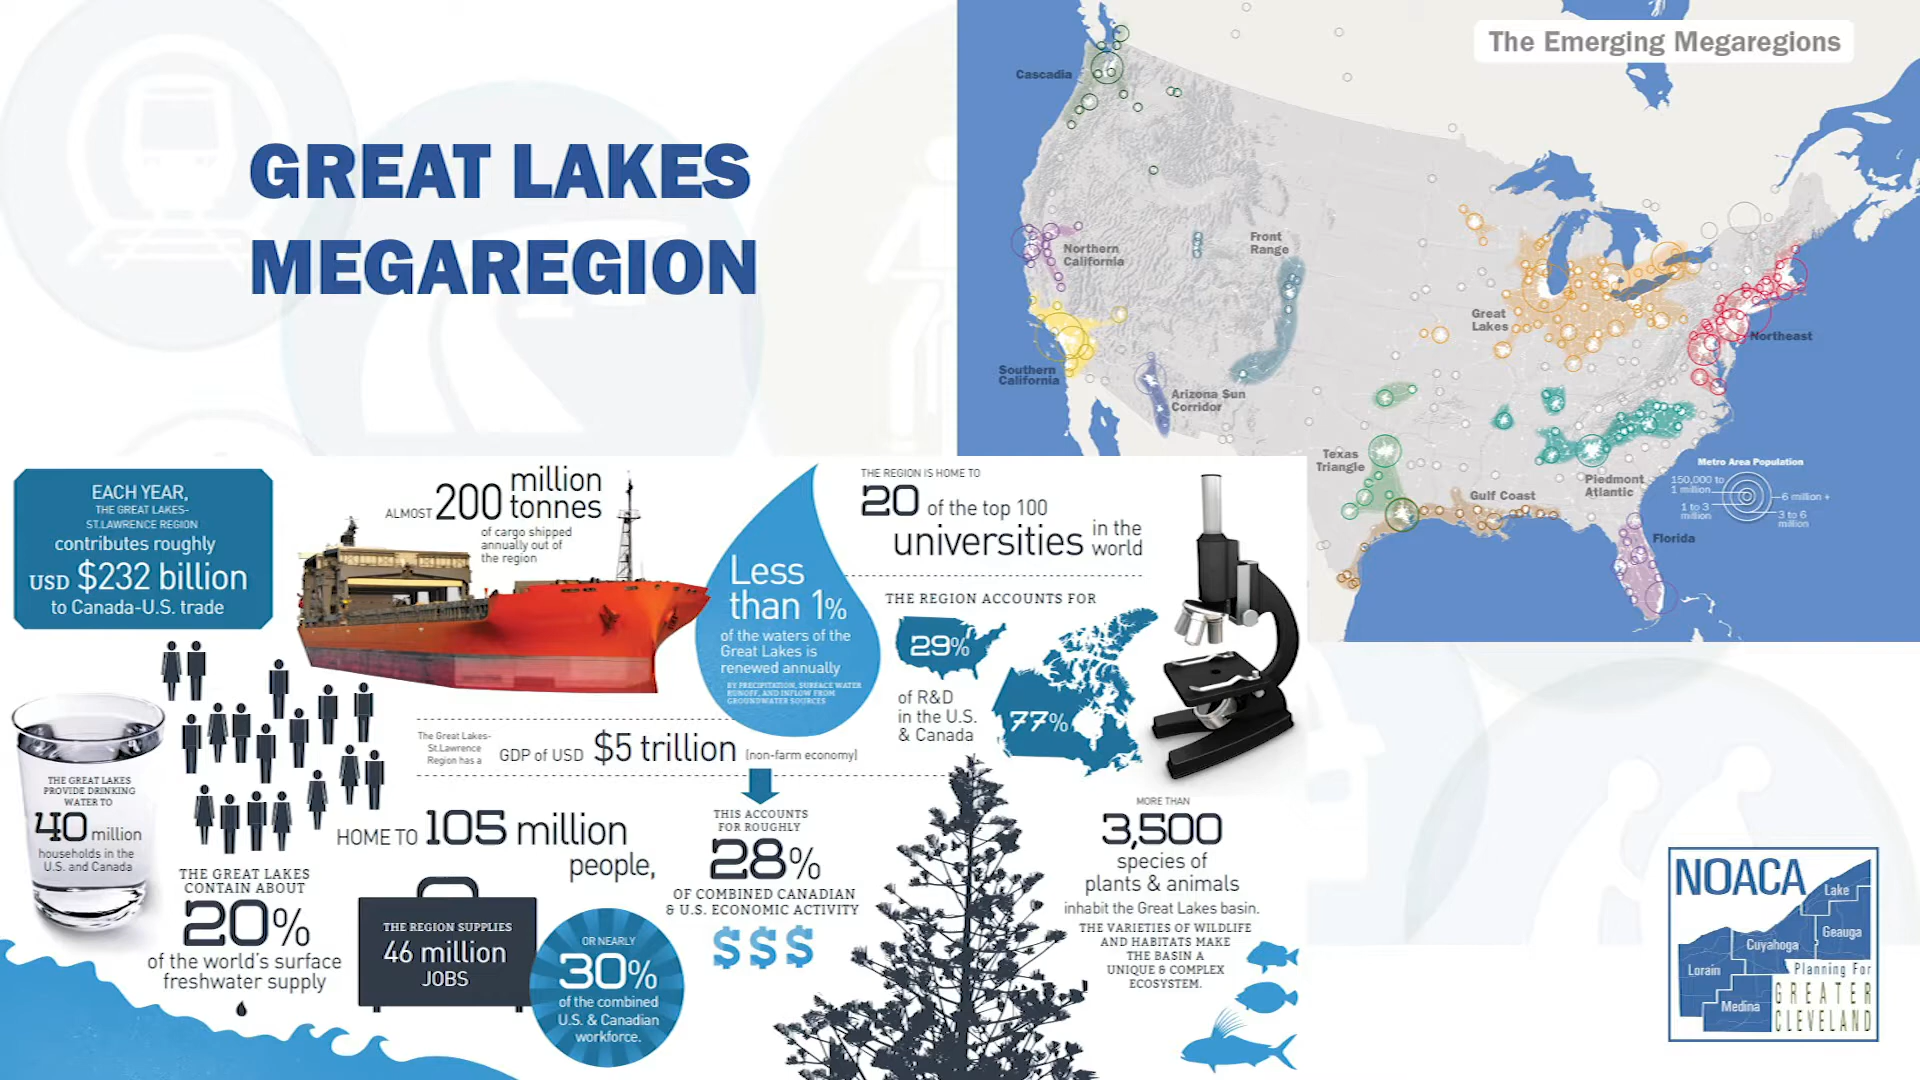 GREAT LAKES
MEGAREGION
The Emerging Megaregions
Cascadia
Northern
California
Southern
California
Front
Range
Arizona Sun
Corridor
Great
Lakes
Northeast
Texas
Triangle
Gulf Coast
Piedmont
Atlantic
Florida
Metro Area Population
150,000 to
1 million
1 to 3
million
6 million +
3 to 6
million
EACH YEAR,
THE GREAT LAKES-
ST.LAWRENCE REGION
contributes roughly
USD $232 billion
to Canada-U.S. trade
ALMOST 200 million
tonnes
of cargo shipped
annually out of
the region
Less
than 1%
of the waters of the
Great Lakes is
renewed annually
BY PRECIPITATION, SURFACE WATER
RUNOFF, AND INFLOW FROM
GROUNDWATER SOURCES
THE REGION IS HOME TO
20 of the top 100
universities in the
world
THE REGION ACCOUNTS FOR
29%
77%
of R&D
in the U.S.
& Canada
The Great Lakes-
St.Lawrence
Region has a
GDP of USD $5 trillion (non-farm economy)
THE GREAT LAKES
PROVIDE DRINKING
WATER TO
40 million
households in the
U.S. and Canada
HOME TO 105 million
people,
THE GREAT LAKES
CONTAIN ABOUT
20%
of the world's surface
freshwater supply
THE REGION SUPPLIES
46 million
JOBS
OR NEARLY
30%
of the combined
U.S. & Canadian
workforce.
THIS ACCOUNTS
FOR ROUGHLY
28%
OF COMBINED CANADIAN
& U.S. ECONOMIC ACTIVITY
$ $ $
MORE THAN
3,500
species of
plants & animals
inhabit the Great Lakes basin.
THE VARIETIES OF WILDLIFE
AND HABITATS MAKE
THE BASIN A
UNIQUE & COMPLEX
ECOSYSTEM.
NOACA
Lake
Geauga
Cuyahoga
Lorain
Medina
Planning For
GREATER
CLEVELAND